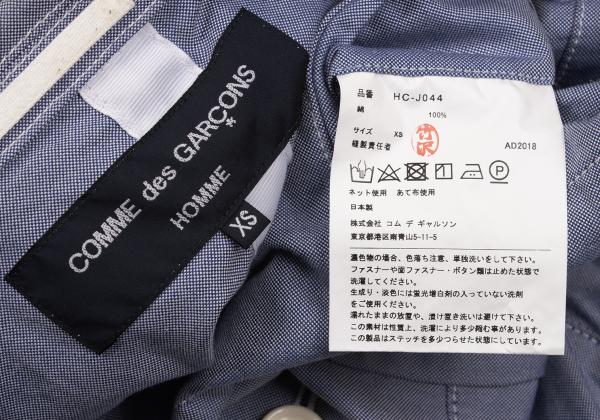 COMME des GARÇONS
*
HOMME
XS
品番 HC-J044
綿 100%
サイズ XS
縫製責任者 竹沢 AD2018
ネット使用 あて布使用
日本製
株式会社 コム デ ギャルソン
東京都港区南青山5-11-5
濃色物の場合、色落ち注意、単独洗いをして下さい。
ファスナーや面ファスナー・ボタン類は止めた状態で
洗濯してください。
生成り・淡色には蛍光増白剤の入っていない洗剤
をご使用ください。
濡れたままの放置や、漬け置き洗いは避けて下さい。
この素材は性質上、洗濯により多少縮む事があります。
この製品はステッチを多少つらせた状態にしています。